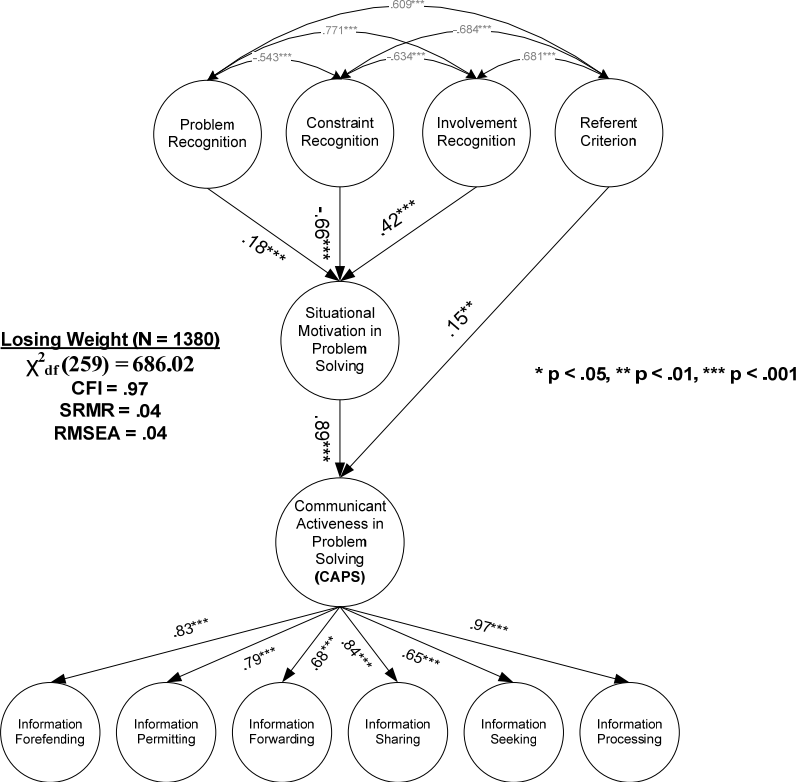 .609***
.771***
-.684***
-.543***
-.634***
.681***
Problem
Recognition
Constraint
Recognition
Involvement
Recognition
Referent
Criterion
.18***
-.66***
.42***
.15**
Situational
Motivation in
Problem
Solving
Losing Weight (N = 1380)
χ²df (259) = 686.02
CFI = .97
SRMR = .04
RMSEA = .04
* p < .05, ** p < .01, *** p < .001
.89***
Communicant
Activeness in
Problem
Solving
(CAPS)
.83***
.79***
.68***
.84***
.65***
.97***
Information
Forefending
Information
Permitting
Information
Forwarding
Information
Sharing
Information
Seeking
Information
Processing